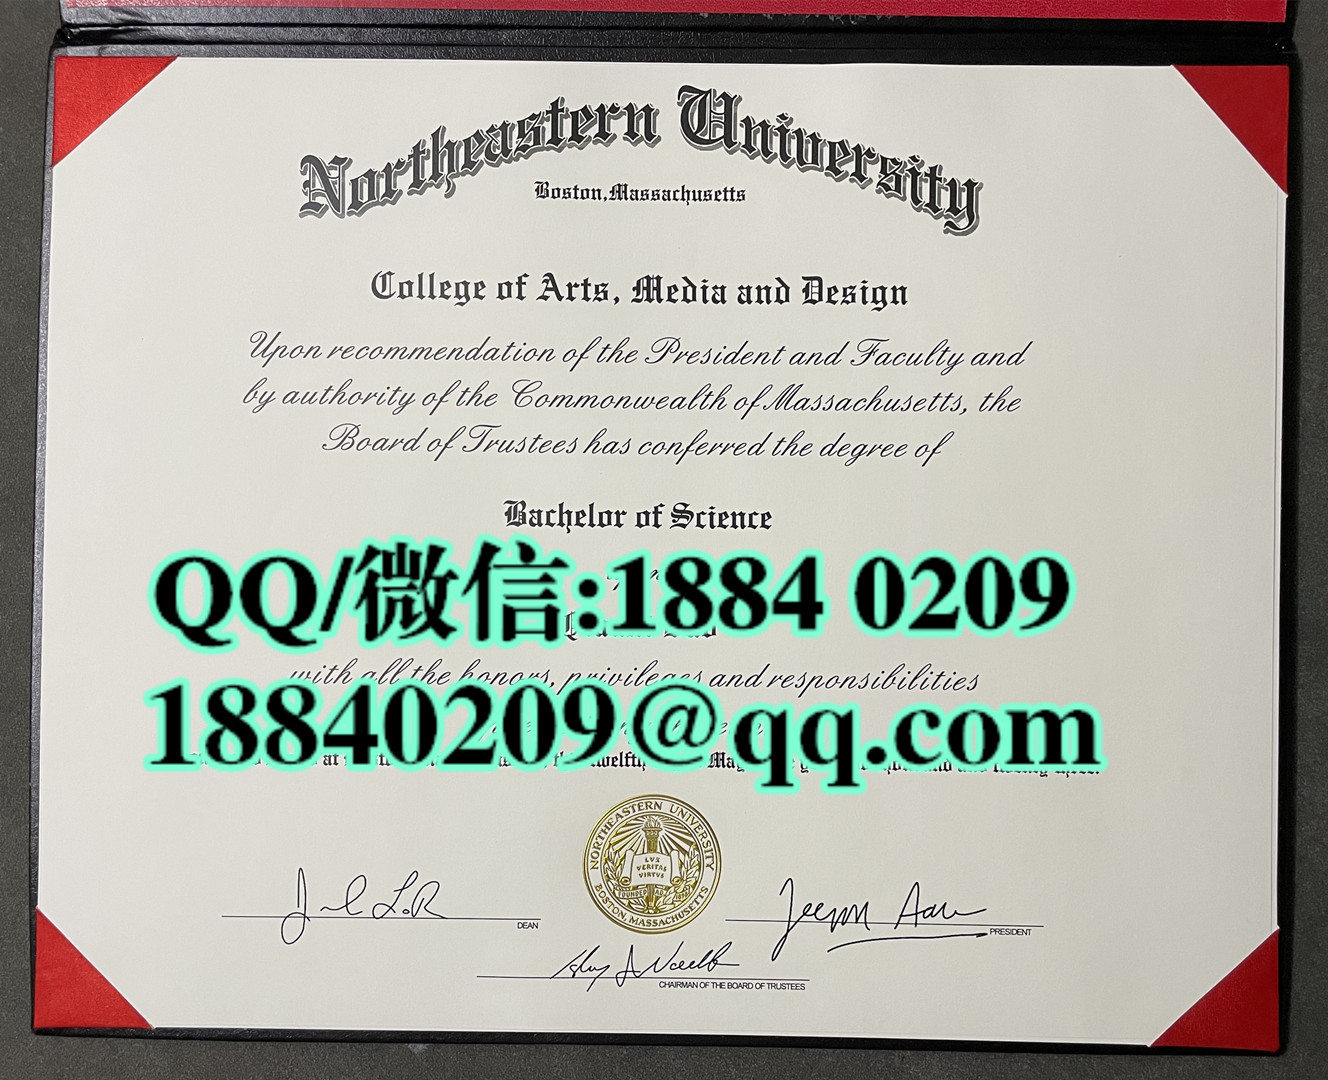 Northeastern University
Boston,Massachusetts
College of Arts, Media and Design
Upon recommendation of the President and Faculty and
by authority of the Commonwealth of Massachusetts, the
Board of Trustees has conferred the degree of
Bachelor of Science
QQ/微信:1884 0209
with all the honors, privileges and responsibilities
18840209@qq.com
at
NORTHEASTERN UNIVERSITY
LVX
VERITAS
VIRTVS
BOSTON, MASSACHUSETTS
DEAN
PRESIDENT
CHAIRMAN OF THE BOARD OF TRUSTEES